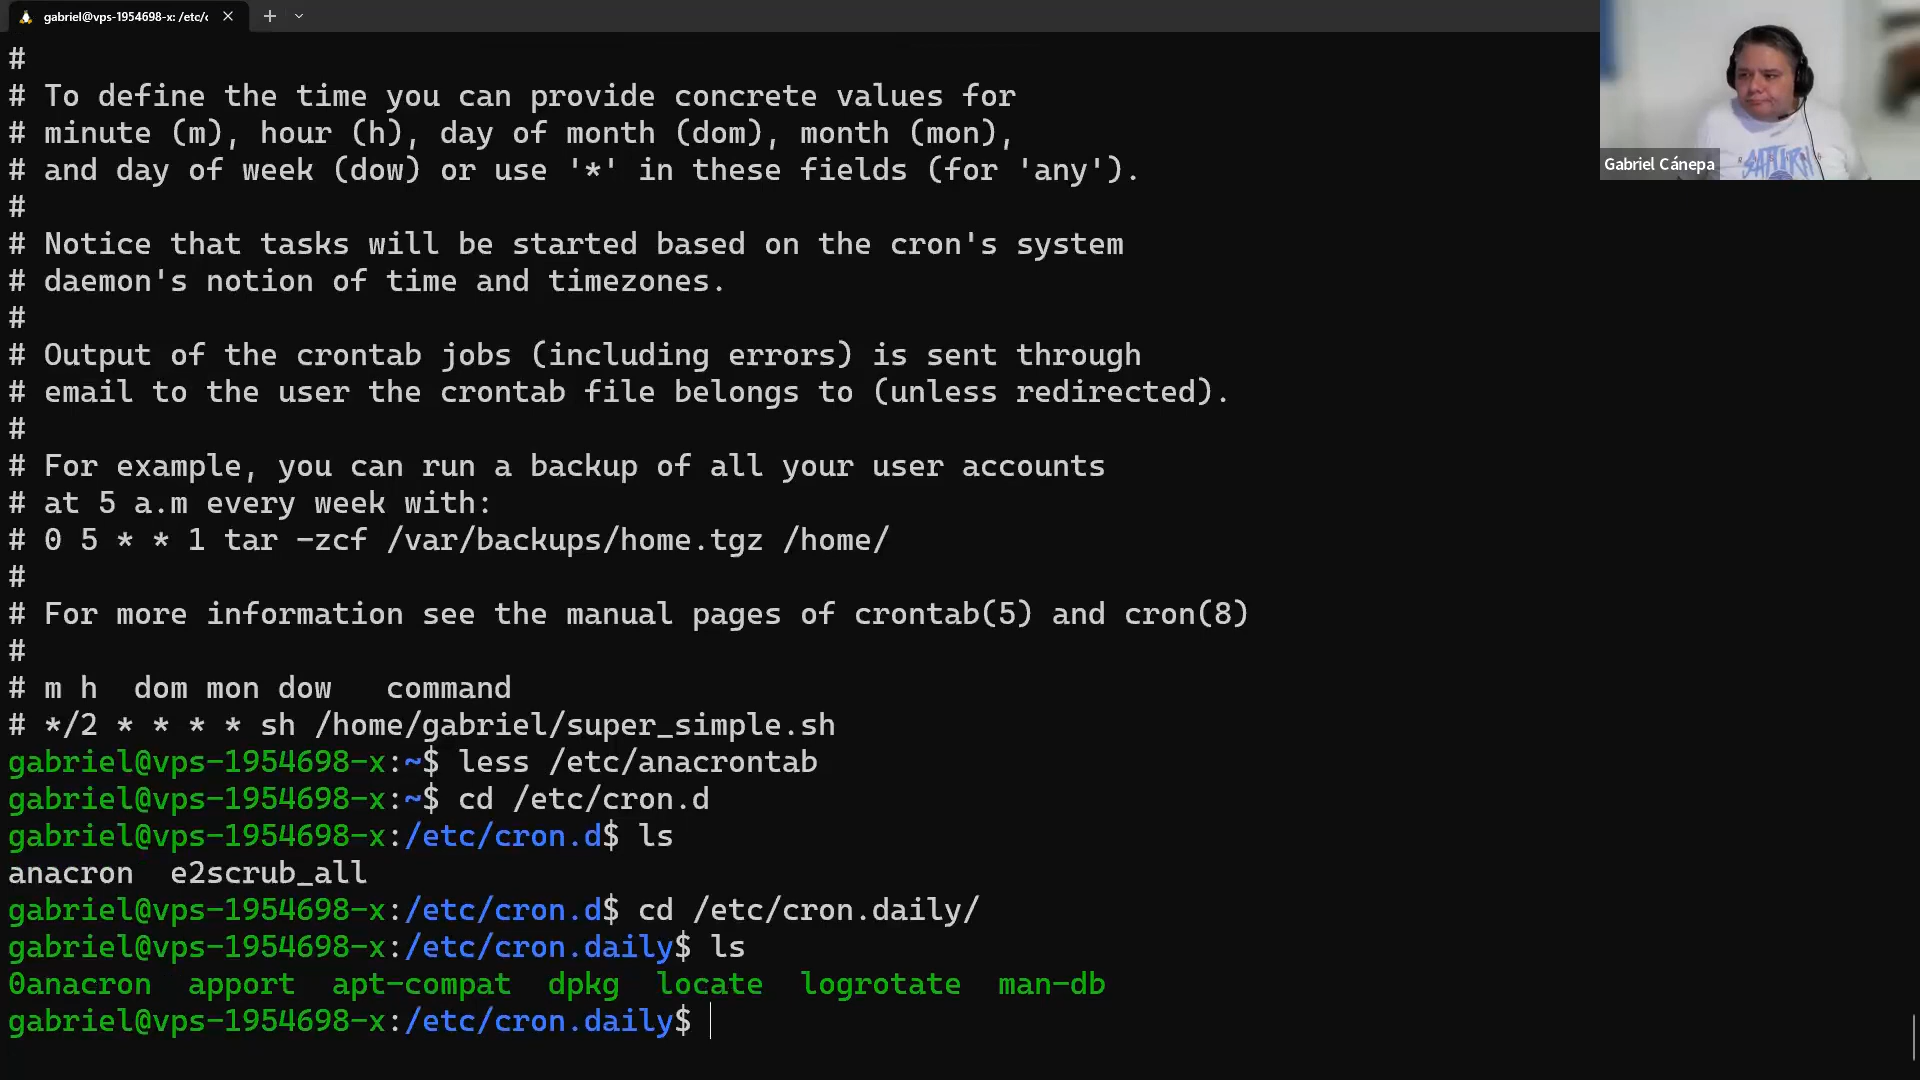 gabriel@vps-1954698-x: /etc/c
#
# To define the time you can provide concrete values for
# minute (m), hour (h), day of month (dom), month (mon),
# and day of week (dow) or use '*' in these fields (for 'any').
#
# Notice that tasks will be started based on the cron's system
# daemon's notion of time and timezones.
#
# Output of the crontab jobs (including errors) is sent through
# email to the user the crontab file belongs to (unless redirected).
#
# For example, you can run a backup of all your user accounts
# at 5 a.m every week with:
# 0 5 * * 1 tar -zcf /var/backups/home.tgz /home/
#
# For more information see the manual pages of crontab(5) and cron(8)
#
# m h  dom mon dow   command
# */2 * * * * sh /home/gabriel/super_simple.sh
gabriel@vps-1954698-x:~$ less /etc/anacrontab
gabriel@vps-1954698-x:~$ cd /etc/cron.d
gabriel@vps-1954698-x:/etc/cron.d$ ls
anacron  e2scrub_all
gabriel@vps-1954698-x:/etc/cron.d$ cd /etc/cron.daily/
gabriel@vps-1954698-x:/etc/cron.daily$ ls
0anacron  apport  apt-compat  dpkg  locate  logrotate  man-db
gabriel@vps-1954698-x:/etc/cron.daily$
Gabriel Cánepa